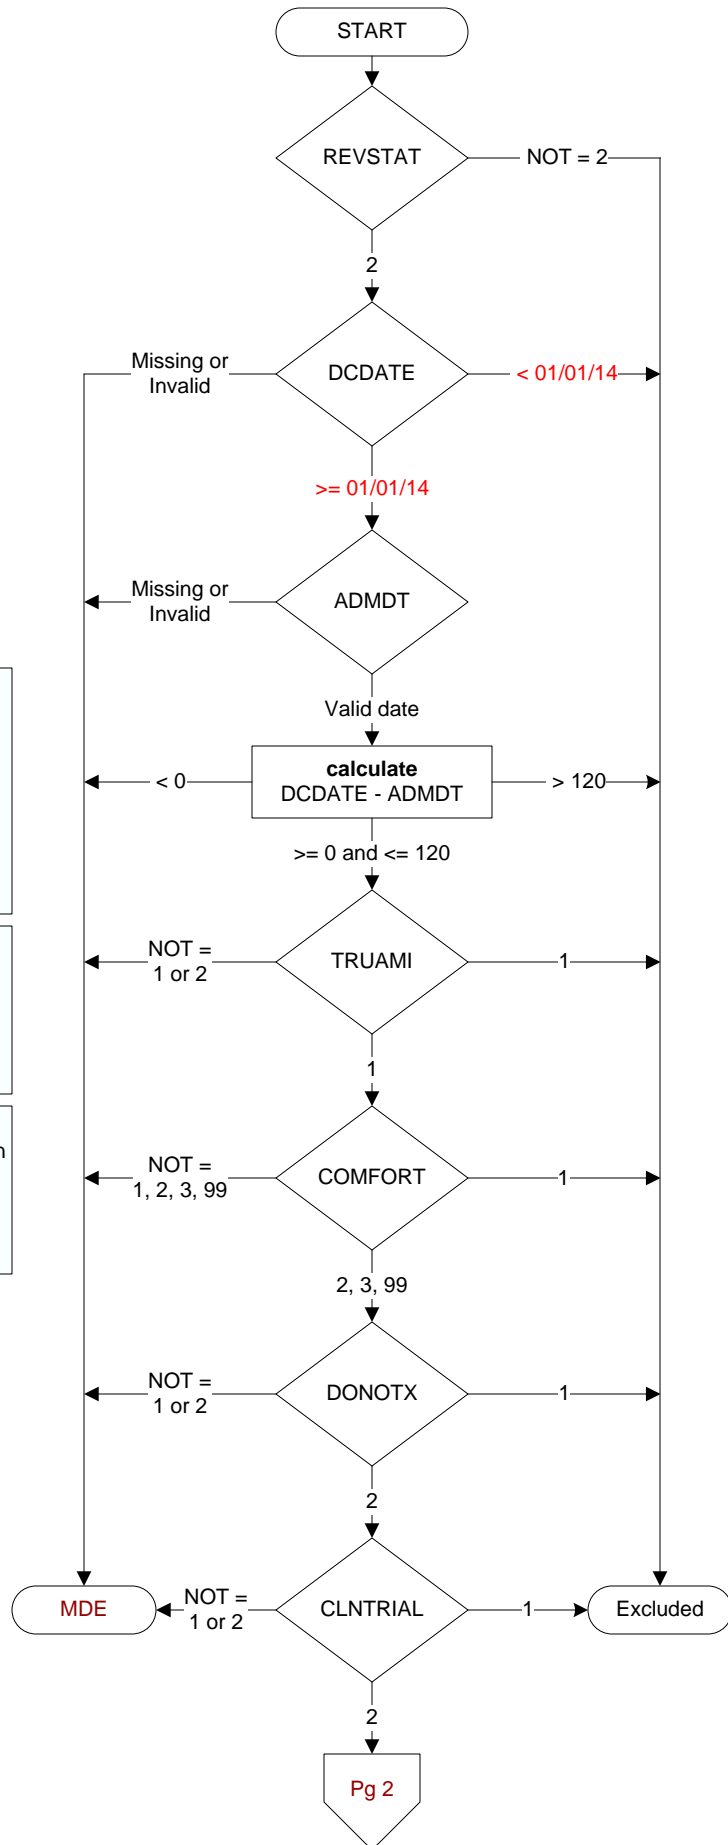 START
REVSTAT
NOT = 2
2
Missing or
Invalid
DCDATE
< 01/01/14
>= 01/01/14
Missing or
Invalid
ADMDT
Valid date
< 0
calculate
DCDATE - ADMDT
> 120
>= 0 and <= 120
NOT =
1 or 2
TRUAMI
1
1
n
NOT =
1, 2, 3, 99
COMFORT
1
2, 3, 99
NOT =
1 or 2
DONOTX
1
2
MDE
NOT =
1 or 2
CLNTRIAL
1
Excluded
2
Pg 2